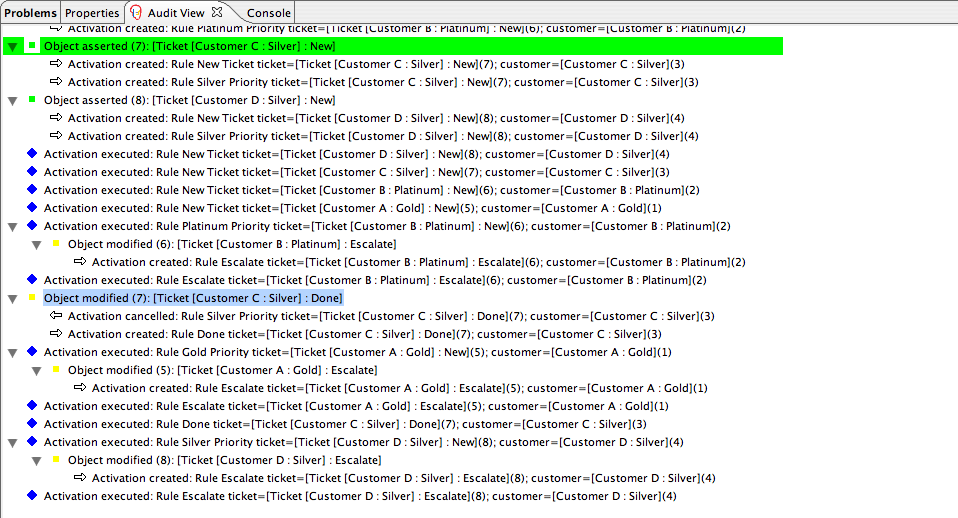 Problems Properties Audit View Console
Activation created: Rule Platinum Priority ticket=[Ticket [Customer B : Platinum] : New](6); customer=[Customer B : Platinum](2)
Object asserted (7): [Ticket [Customer C : Silver] : New]
Activation created: Rule New Ticket ticket=[Ticket [Customer C : Silver] : New](7); customer=[Customer C : Silver](3)
Activation created: Rule Silver Priority ticket=[Ticket [Customer C : Silver] : New](7); customer=[Customer C : Silver](3)
Object asserted (8): [Ticket [Customer D : Silver] : New]
Activation created: Rule New Ticket ticket=[Ticket [Customer D : Silver] : New](8); customer=[Customer D : Silver](4)
Activation created: Rule Silver Priority ticket=[Ticket [Customer D : Silver] : New](8); customer=[Customer D : Silver](4)
Activation executed: Rule New Ticket ticket=[Ticket [Customer D : Silver] : New](8); customer=[Customer D : Silver](4)
Activation executed: Rule New Ticket ticket=[Ticket [Customer C : Silver] : New](7); customer=[Customer C : Silver](3)
Activation executed: Rule New Ticket ticket=[Ticket [Customer B : Platinum] : New](6); customer=[Customer B : Platinum](2)
Activation executed: Rule New Ticket ticket=[Ticket [Customer A : Gold] : New](5); customer=[Customer A : Gold](1)
Activation executed: Rule Platinum Priority ticket=[Ticket [Customer B : Platinum] : New](6); customer=[Customer B : Platinum](2)
Object modified (6): [Ticket [Customer B : Platinum] : Escalate]
Activation created: Rule Escalate ticket=[Ticket [Customer B : Platinum] : Escalate](6); customer=[Customer B : Platinum](2)
Activation executed: Rule Escalate ticket=[Ticket [Customer B : Platinum] : Escalate](6); customer=[Customer B : Platinum](2)
Object modified (7): [Ticket [Customer C : Silver] : Done]
Activation cancelled: Rule Silver Priority ticket=[Ticket [Customer C : Silver] : Done](7); customer=[Customer C : Silver](3)
Activation created: Rule Done ticket=[Ticket [Customer C : Silver] : Done](7); customer=[Customer C : Silver](3)
Activation executed: Rule Gold Priority ticket=[Ticket [Customer A : Gold] : New](5); customer=[Customer A : Gold](1)
Object modified (5): [Ticket [Customer A : Gold] : Escalate]
Activation created: Rule Escalate ticket=[Ticket [Customer A : Gold] : Escalate](5); customer=[Customer A : Gold](1)
Activation executed: Rule Escalate ticket=[Ticket [Customer A : Gold] : Escalate](5); customer=[Customer A : Gold](1)
Activation executed: Rule Done ticket=[Ticket [Customer C : Silver] : Done](7); customer=[Customer C : Silver](3)
Activation executed: Rule Silver Priority ticket=[Ticket [Customer D : Silver] : New](8); customer=[Customer D : Silver](4)
Object modified (8): [Ticket [Customer D : Silver] : Escalate]
Activation created: Rule Escalate ticket=[Ticket [Customer D : Silver] : Escalate](8); customer=[Customer D : Silver](4)
Activation executed: Rule Escalate ticket=[Ticket [Customer D : Silver] : Escalate](8); customer=[Customer D : Silver](4)